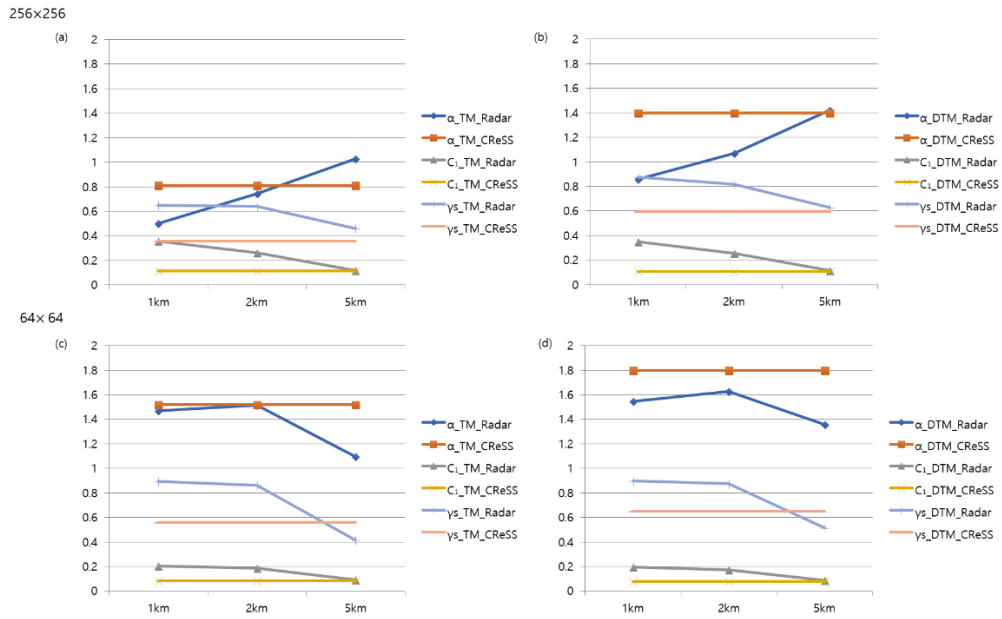 256×256
(a)
2
1.8
1.6
1.4
1.2
1
0.8
0.6
0.4
0.2
0
1km 2km 5km
α_TM_Radar
α_TM_CReSS
C₁_TM_Radar
C₁_TM_CReSS
γs_TM_Radar
γs_TM_CReSS
(b)
2
1.8
1.6
1.4
1.2
1
0.8
0.6
0.4
0.2
0
1km 2km 5km
α_DTM_Radar
α_DTM_CReSS
C₁_DTM_Radar
C₁_DTM_CReSS
γs_DTM_Radar
γs_DTM_CReSS
64× 64
(c)
2
1.8
1.6
1.4
1.2
1
0.8
0.6
0.4
0.2
0
1km 2km 5km
α_TM_Radar
α_TM_CReSS
C₁_TM_Radar
C₁_TM_CReSS
γs_TM_Radar
γs_TM_CReSS
(d)
2
1.8
1.6
1.4
1.2
1
0.8
0.6
0.4
0.2
0
1km 2km 5km
α_DTM_Radar
α_DTM_CReSS
C₁_DTM_Radar
C₁_DTM_CReSS
γs_DTM_Radar
γs_DTM_CReSS